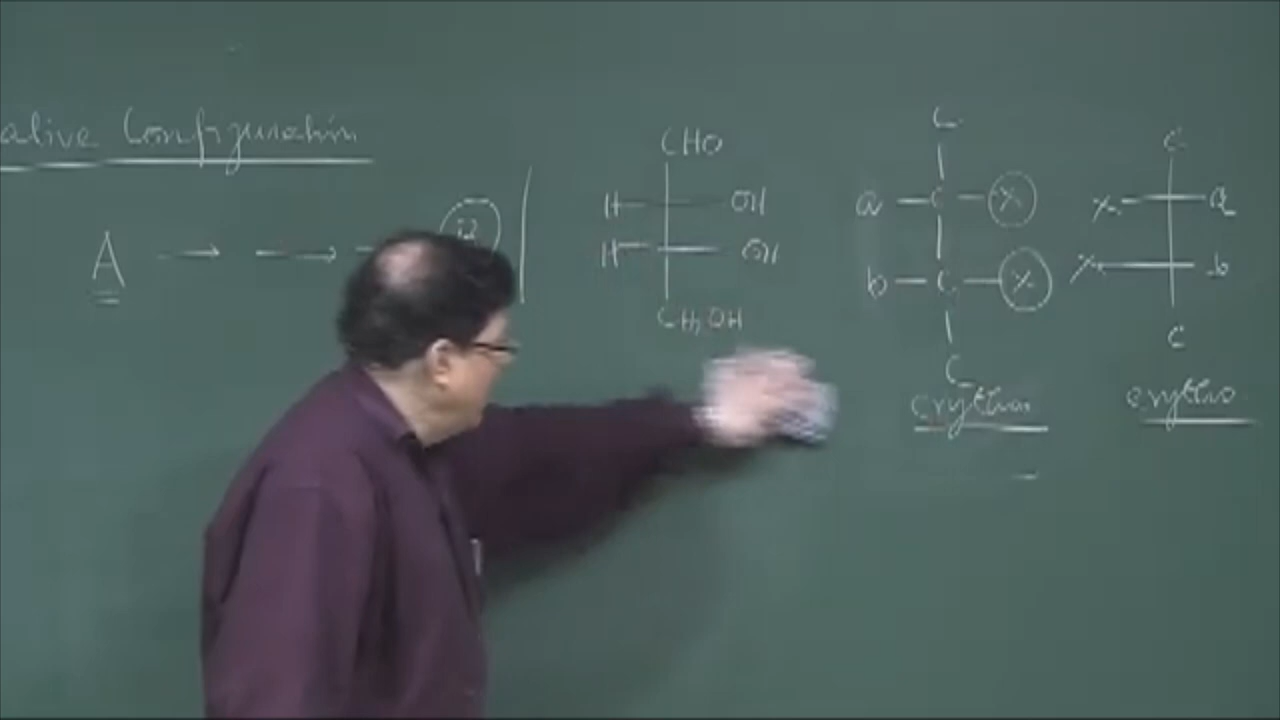 alive Configuration
A → →
CHO
H OH
H OH
CH₂OH
C
a – C – X
b – C – X
C
erythro
C
X a
X b
C
erythro